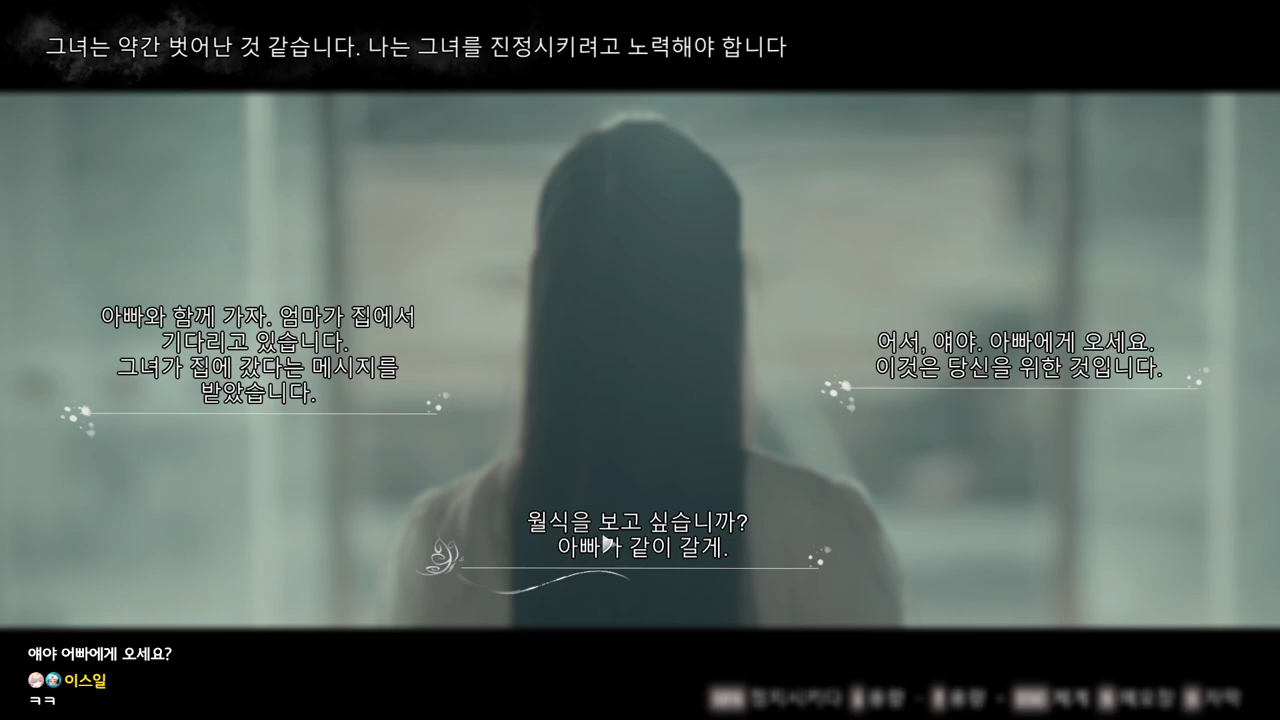 그녀는 약간 벗어난 것 같습니다. 나는 그녀를 진정시키려고 노력해야 합니다
아빠와 함께 가자. 엄마가 집에서
기다리고 있습니다.
그녀가 집에 갔다는 메시지를
받았습니다.
어서, 얘야. 아빠에게 오세요.
이것은 당신을 위한 것입니다.
월식을 보고 싶습니까?
아빠가 같이 갈게.
얘야 어빠에게 오세요?
이스일
ㅋㅋ